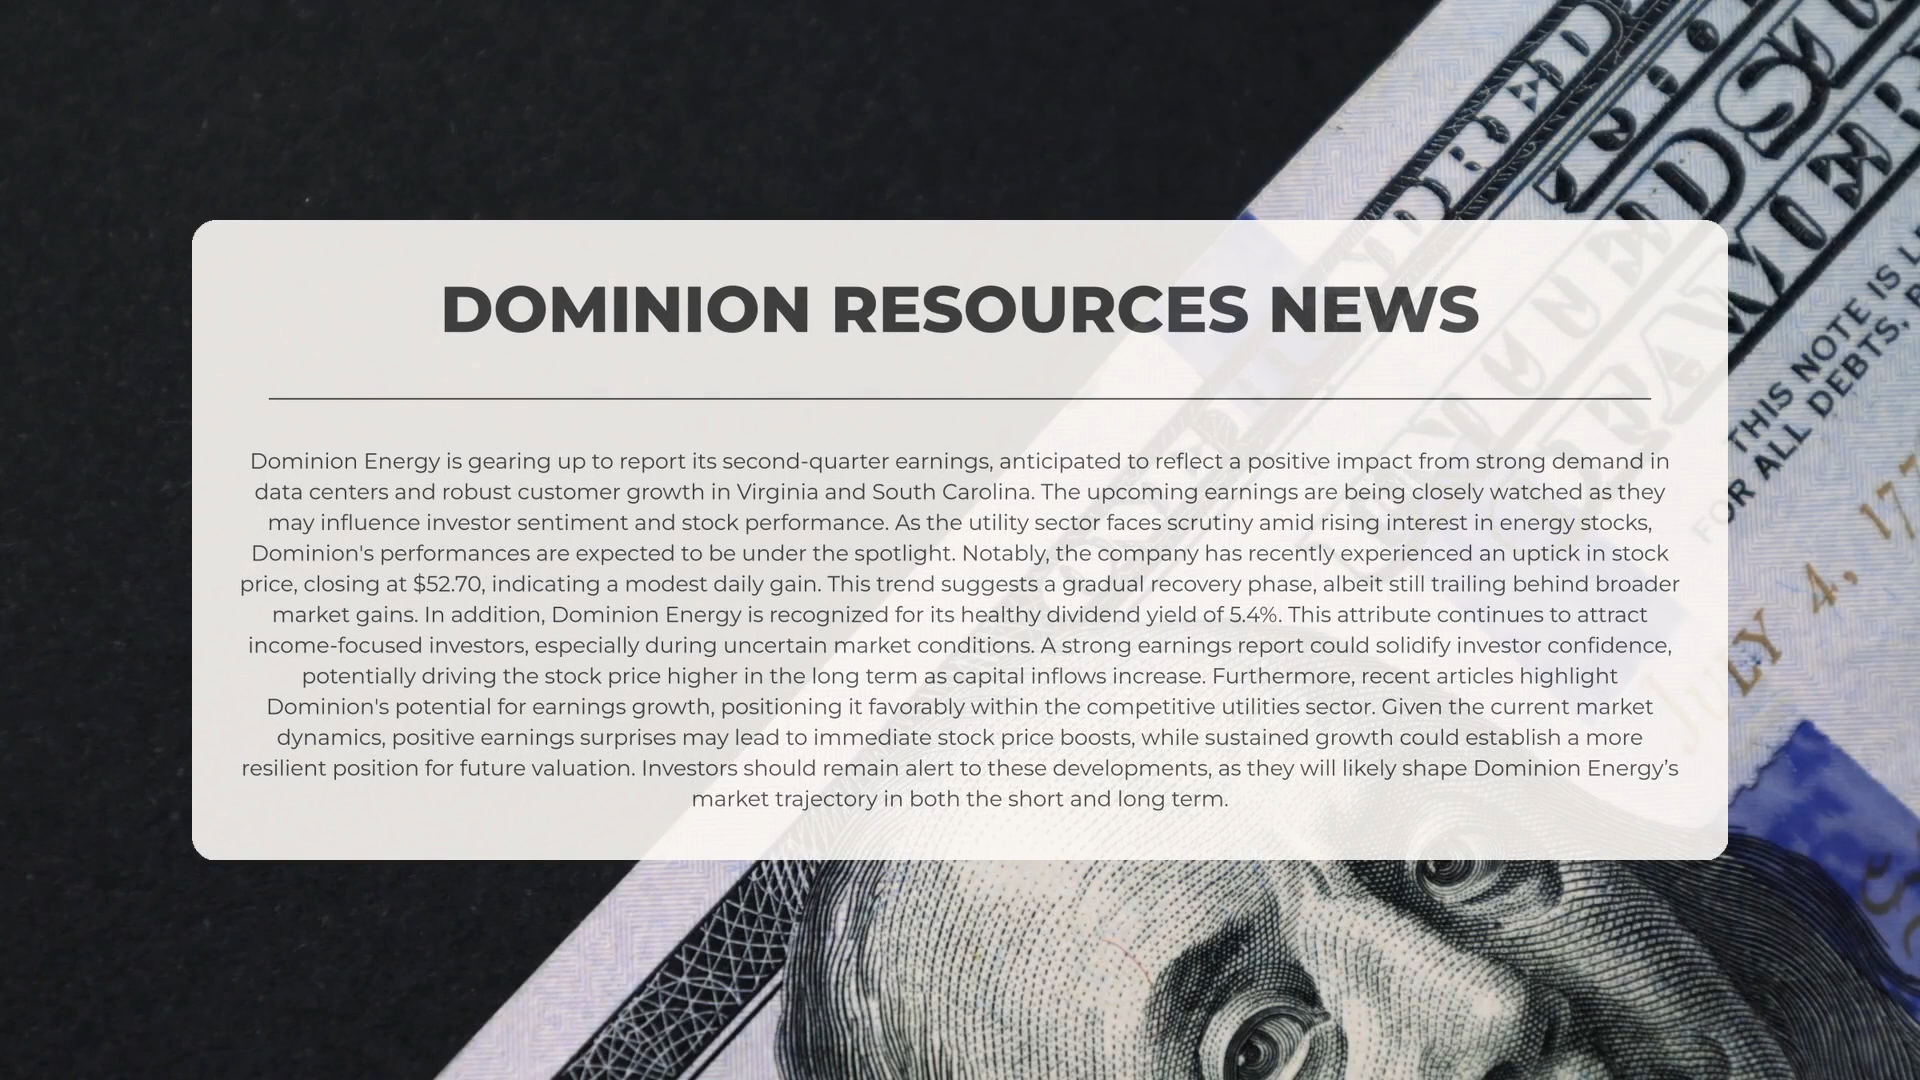 DOMINION RESOURCES NEWS
Dominion Energy is gearing up to report its second-quarter earnings, anticipated to reflect a positive impact from strong demand in
data centers and robust customer growth in Virginia and South Carolina. The upcoming earnings are being closely watched as they
may influence investor sentiment and stock performance. As the utility sector faces scrutiny amid rising interest in energy stocks,
Dominion's performances are expected to be under the spotlight. Notably, the company has recently experienced an uptick in stock
price, closing at $52.70, indicating a modest daily gain. This trend suggests a gradual recovery phase, albeit still trailing behind broader
market gains. In addition, Dominion Energy is recognized for its healthy dividend yield of 5.4%. This attribute continues to attract
income-focused investors, especially during uncertain market conditions. A strong earnings report could solidify investor confidence,
potentially driving the stock price higher in the long term as capital inflows increase. Furthermore, recent articles highlight
Dominion's potential for earnings growth, positioning it favorably within the competitive utilities sector. Given the current market
dynamics, positive earnings surprises may lead to immediate stock price boosts, while sustained growth could establish a more
resilient position for future valuation. Investors should remain alert to these developments, as they will likely shape Dominion Energy’s
market trajectory in both the short and long term.
THIS NOTE IS
FOR ALL DEBTS,
JULY 4, 177